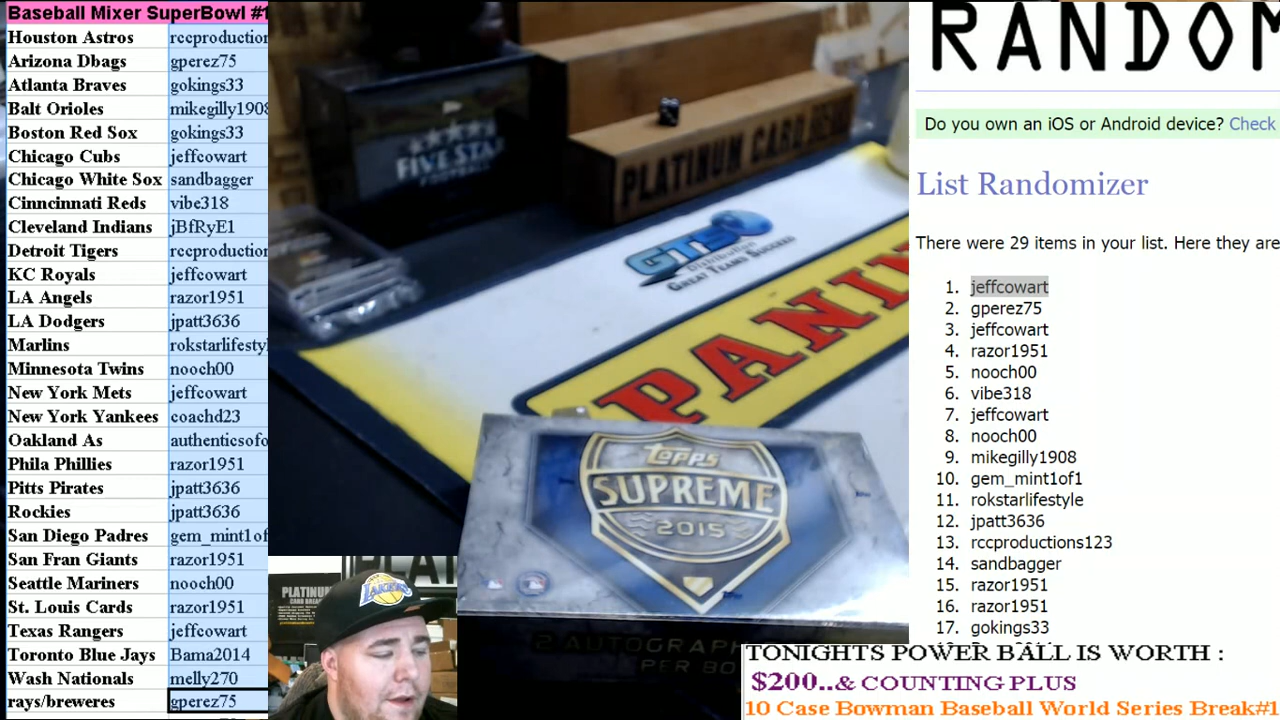 Baseball Mixer SuperBowl #1
Houston Astros rccproduction
Arizona Dbags gperez75
Atlanta Braves gokings33
Balt Orioles mikegilly1908
Boston Red Sox gokings33
Chicago Cubs jeffcowart
Chicago White Sox sandbagger
Cinncinnati Reds vibe318
Cleveland Indians jBfRyE1
Detroit Tigers rccproduction
KC Royals jeffcowart
LA Angels razor1951
LA Dodgers jpatt3636
Marlins rokstarlifesty
Minnesota Twins nooch00
New York Mets jeffcowart
New York Yankees coachd23
Oakland As authenticsofo
Phila Phillies razor1951
Pitts Pirates jpatt3636
Rockies jpatt3636
San Diego Padres gem_mint1of
San Fran Giants razor1951
Seattle Mariners nooch00
St. Louis Cards razor1951
Texas Rangers jeffcowart
Toronto Blue Jays Bama2014
Wash Nationals melly270
rays/breweres gperez75
FIVE STAR
FOOTBALL
PLATINUM CARD
GTS
Distribution
GREAT TEAMS SUCCEED
PANINI
TOPPS
SUPREME
2015
2 AUTOGRAPH
PER BO
PLATINUM
LAKERS
RANDOM
Do you own an iOS or Android device? Check
List Randomizer
There were 29 items in your list. Here they are
1. jeffcowart
2. gperez75
3. jeffcowart
4. razor1951
5. nooch00
6. vibe318
7. jeffcowart
8. nooch00
9. mikegilly1908
10. gem_mint1of1
11. rokstarlifestyle
12. jpatt3636
13. rccproductions123
14. sandbagger
15. razor1951
16. razor1951
17. gokings33
TONIGHTS POWER BALL IS WORTH :
$200..& COUNTING PLUS
10 Case Bowman Baseball World Series Break#1